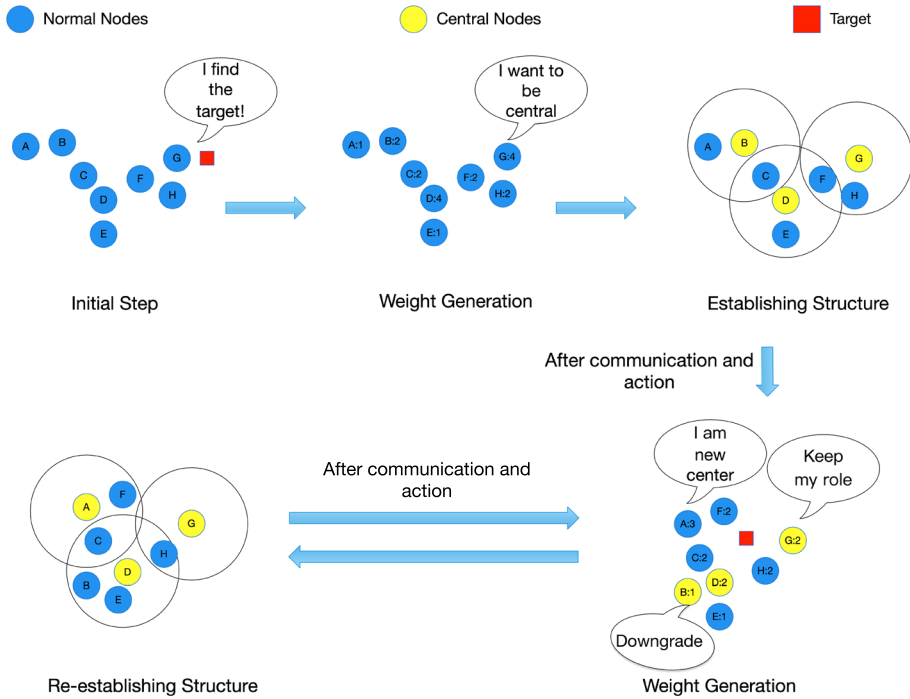 Normal Nodes
Central Nodes
Target
I find
the
target!
A
B
C
D
E
F
G
H
Initial Step
I want to
be
central
A:1
B:2
C:2
D:4
E:1
F:2
G:4
H:2
Weight Generation
A
B
C
D
E
F
G
H
Establishing Structure
After communication and
action
I am
new
center
Keep
my role
A:3
F:2
G:2
C:2
H:2
D:2
B:1
E:1
Downgrade
Weight Generation
After communication and
action
A
F
G
C
H
D
B
E
Re-establishing Structure